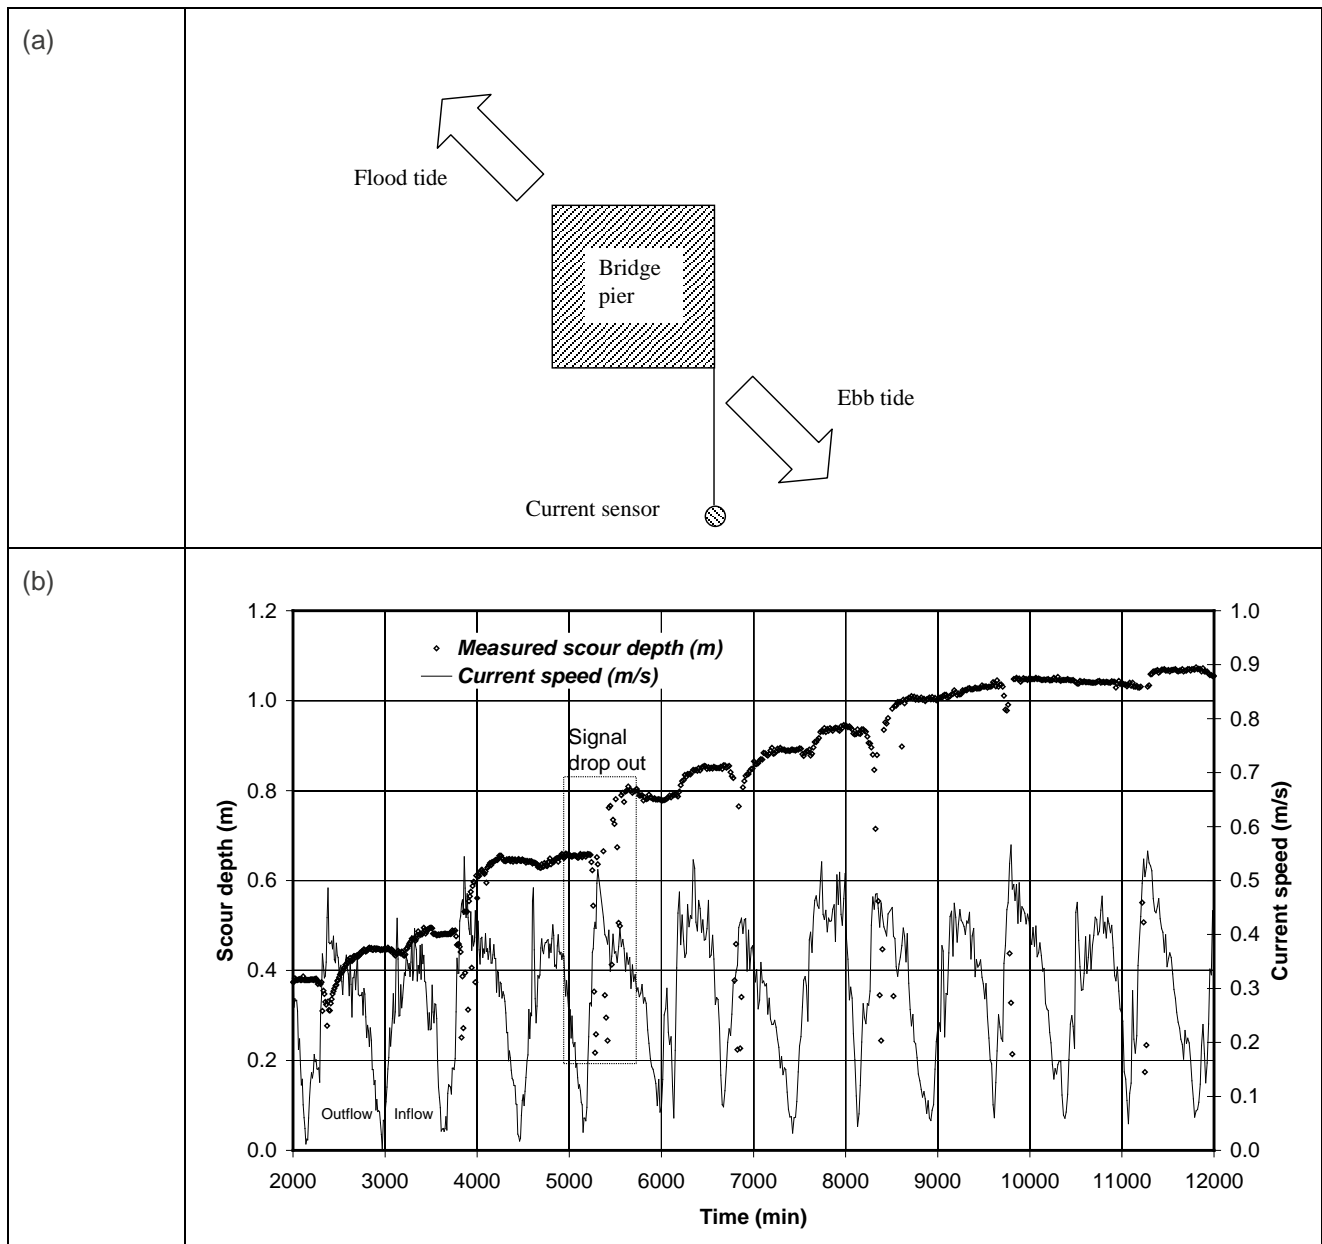 (a)
Flood tide
Bridge
pier
Ebb tide
Current sensor
(b)
1.2
1.0
0.8
0.6
0.4
0.2
0.0
Scour depth (m)
Measured scour depth (m)
Current speed (m/s)
Signal
drop out
Outflow
Inflow
1.0
0.9
0.8
0.7
0.6
0.5
0.4
0.3
0.2
0.1
0.0
Current speed (m/s)
2000 3000 4000 5000 6000 7000 8000 9000 10000 11000 12000
Time (min)